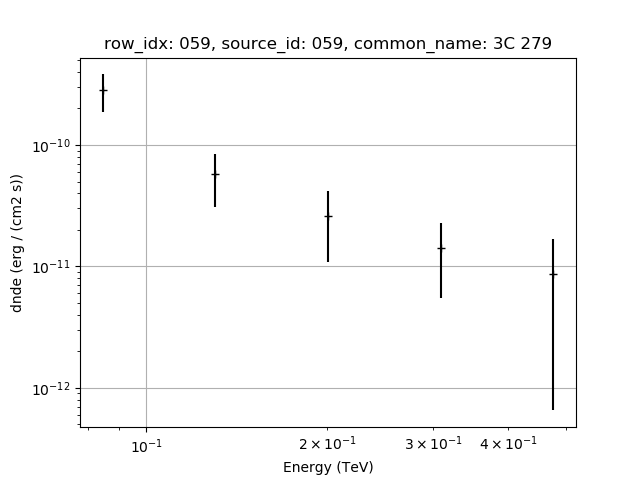 row_idx: 059, source_id: 059, common_name: 3C 279
dnde (erg / (cm2 s))
10⁻¹⁰
10⁻¹¹
10⁻¹²
10⁻¹
2 × 10⁻¹
3 × 10⁻¹
4 × 10⁻¹
Energy (TeV)